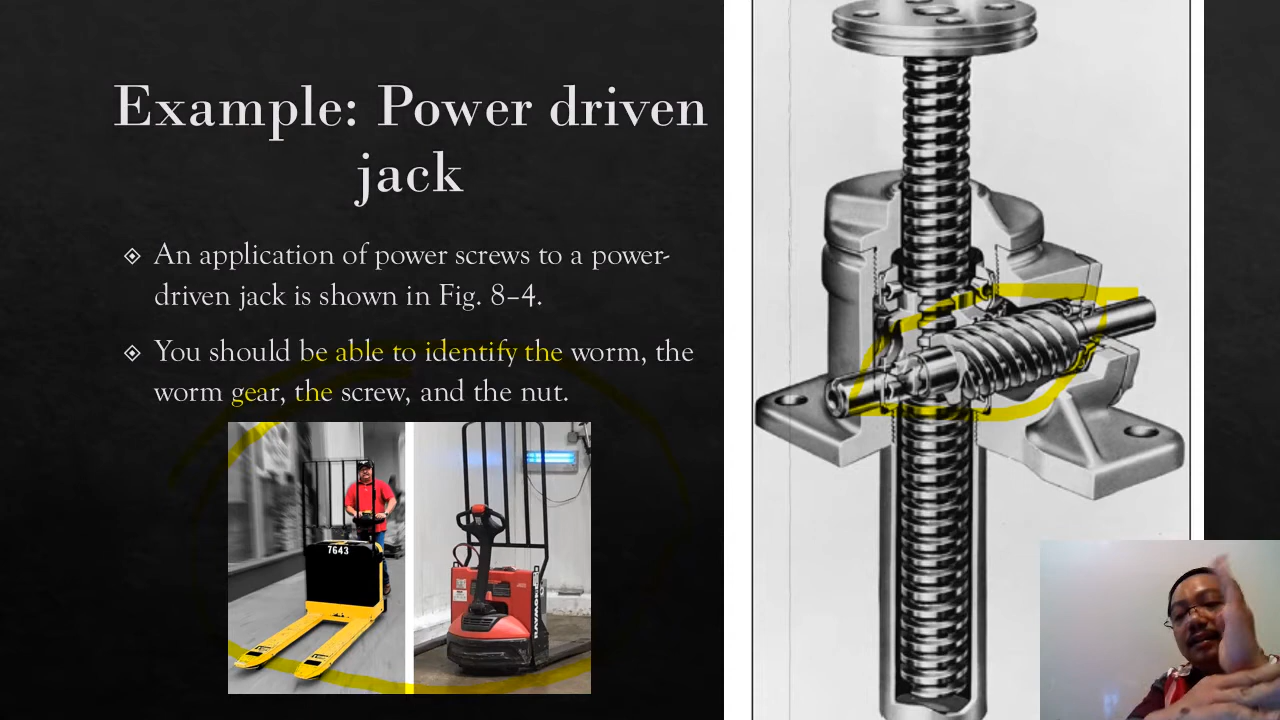 Example: Power driven
jack
An application of power screws to a power-
driven jack is shown in Fig. 8–4.
You should be able to identify the worm, the
worm gear, the screw, and the nut.
7643
RAYMOND